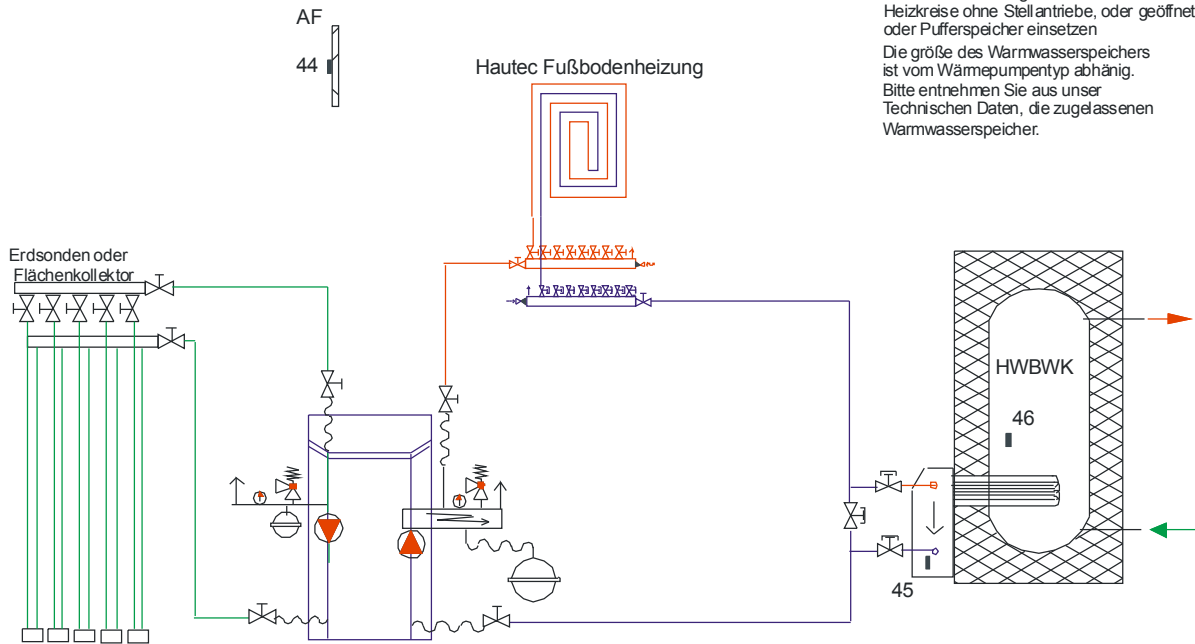 Heizkreise ohne Stellantriebe, oder geöffnet
oder Pufferspeicher einsetzen
Die größe des Warmwasserspeichers
ist vom Wärmepumpentyp abhänig.
Bitte entnehmen Sie aus unser
Technischen Daten, die zugelassenen
Warmwasserspeicher.
AF
44
Hautec Fußbodenheizung
Erdsonden oder
Flächenkollektor
HWBWK
46
45